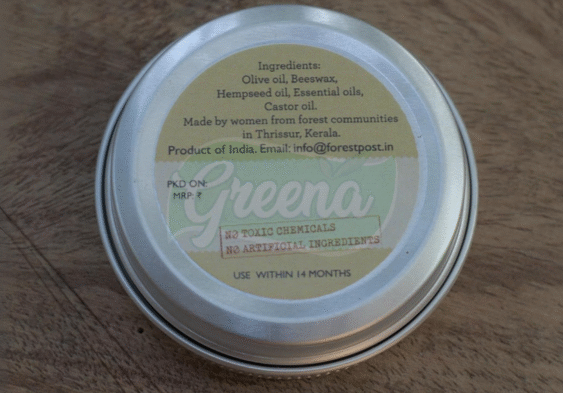 Ingredients:
Olive oil, Beeswax,
Hempseed oil, Essential oils,
Castor oil.
Made by women from forest communities
in Thrissur, Kerala.
Product of India. Email: info@forestpost.in
PKD ON:
MRP: ₹
Greena
NO TOXIC CHEMICALS
NO ARTIFICIAL INGREDIENTS
USE WITHIN 14 MONTHS